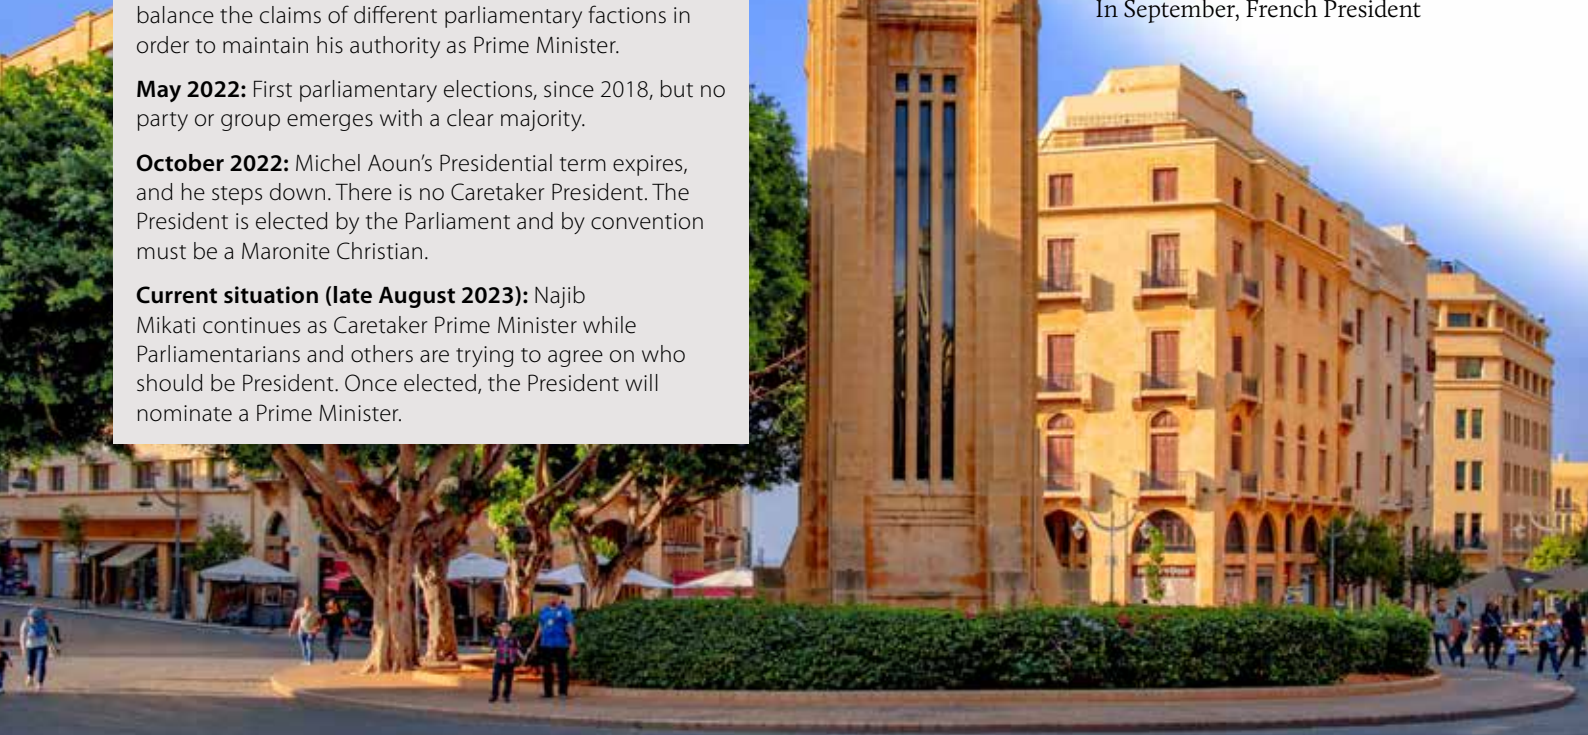 balance the claims of different parliamentary factions in
order to maintain his authority as Prime Minister.
May 2022: First parliamentary elections, since 2018, but no
party or group emerges with a clear majority.
October 2022: Michel Aoun’s Presidential term expires,
and he steps down. There is no Caretaker President. The
President is elected by the Parliament and by convention
must be a Maronite Christian.
Current situation (late August 2023): Najib
Mikati continues as Caretaker Prime Minister while
Parliamentarians and others are trying to agree on who
should be President. Once elected, the President will
nominate a Prime Minister.
In September, French President